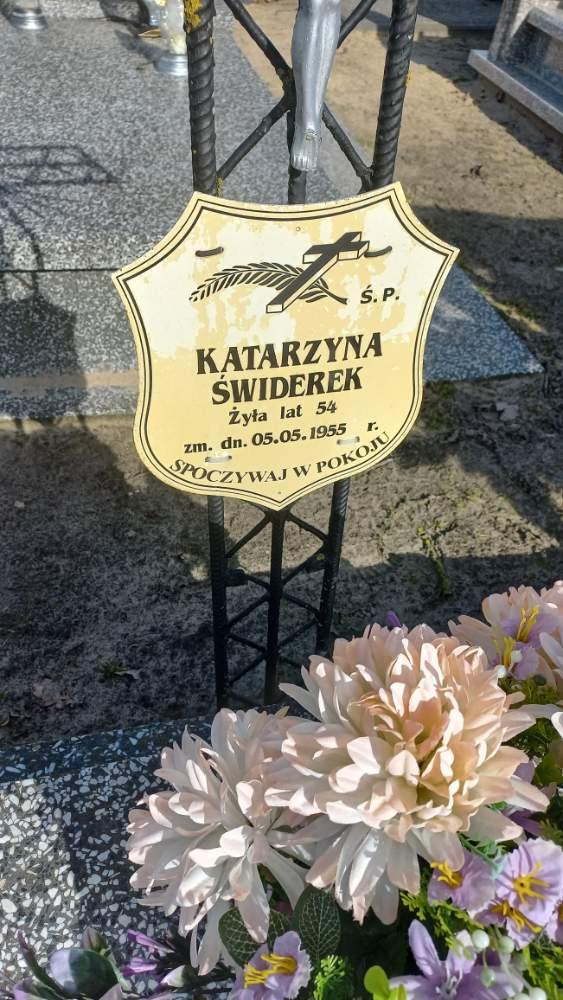 Ś.P.
KATARZYNA
ŚWIDEREK
Żyła lat 54
zm. dn. 05.05.1955 r.
SPOCZYWAJ W POKOJU